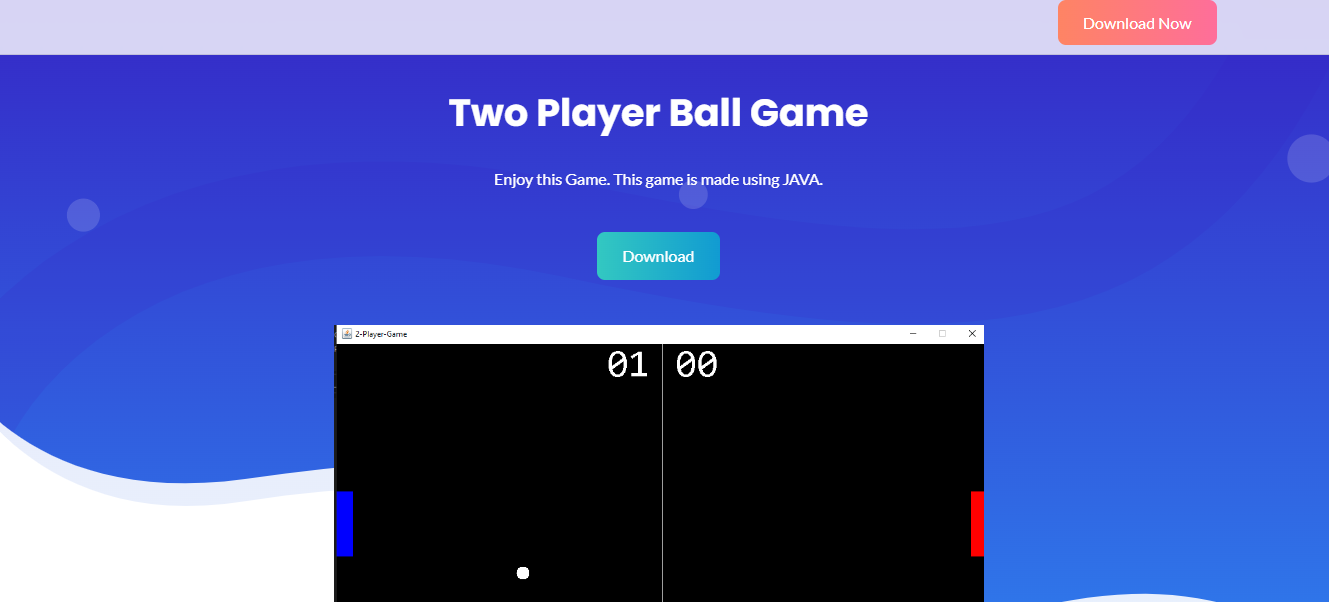 Download Now
Two Player Ball Game
Enjoy this Game. This game is made using JAVA.
Download
2-Player-Game
01 00